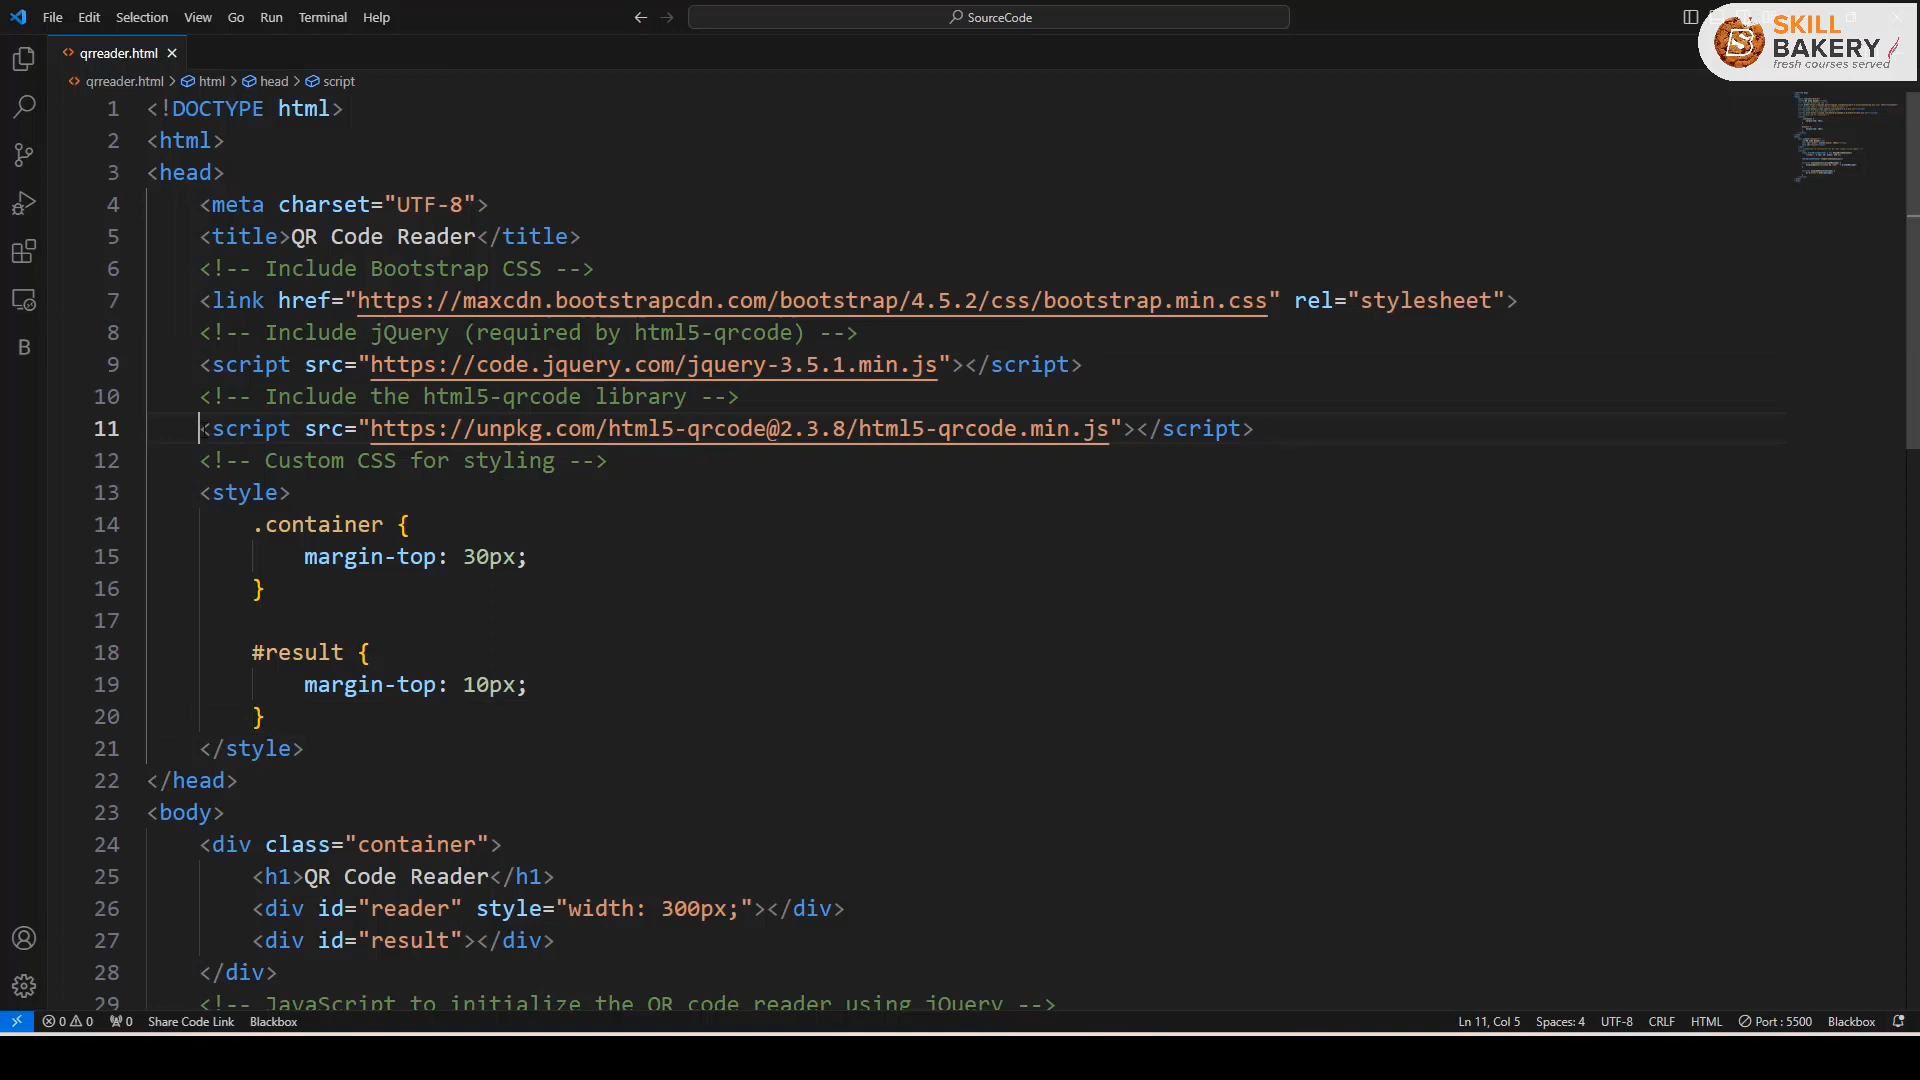 File Edit Selection View Go Run Terminal Help
SourceCode
SKILL
BAKERY
fresh courses served
qrreader.html
qrreader.html > html > head > script
1 <!DOCTYPE html>
2 <html>
3 <head>
4 <meta charset="UTF-8">
5 <title>QR Code Reader</title>
6 <!-- Include Bootstrap CSS -->
7 <link href="https://maxcdn.bootstrapcdn.com/bootstrap/4.5.2/css/bootstrap.min.css" rel="stylesheet">
8 <!-- Include jQuery (required by html5-qrcode) -->
9 <script src="https://code.jquery.com/jquery-3.5.1.min.js"></script>
10 <!-- Include the html5-qrcode library -->
11 <script src="https://unpkg.com/html5-qrcode@2.3.8/html5-qrcode.min.js"></script>
12 <!-- Custom CSS for styling -->
13 <style>
14 .container {
15 margin-top: 30px;
16 }
17
18 #result {
19 margin-top: 10px;
20 }
21 </style>
22 </head>
23 <body>
24 <div class="container">
25 <h1>QR Code Reader</h1>
26 <div id="reader" style="width: 300px;"></div>
27 <div id="result"></div>
28 </div>
29 <!-- JavaScript to initialize the QR code reader using jQuery -->
0 0 0 Share Code Link Blackbox Ln 11, Col 5 Spaces: 4 UTF-8 CRLF HTML Port : 5500 Blackbox